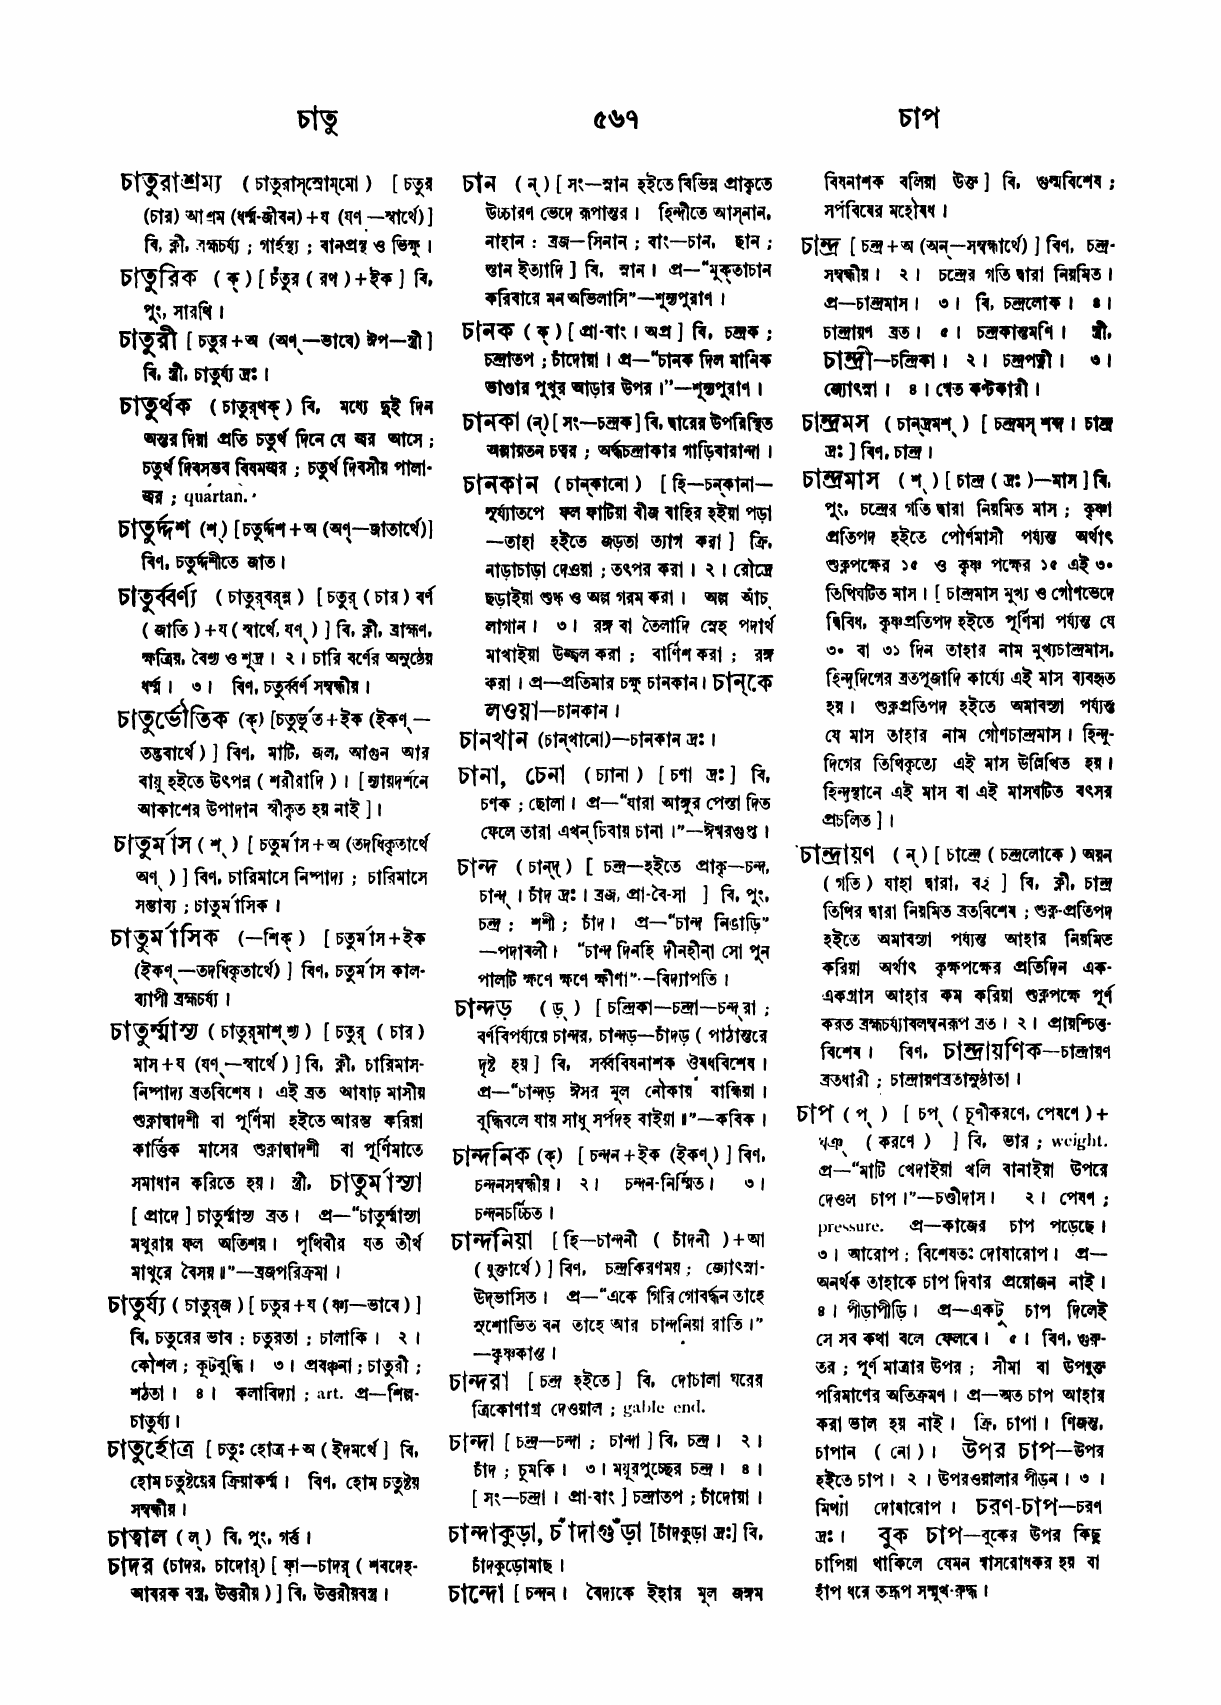 চাতু ৫৬৭ চাপ
চাতুরাশ্রম্য (চাতুরাস্স্রোম্মো) [ চতুর
(চার) আশ্রম (ধর্ম্ম-জীবন)+য (যণ্—স্বার্থে)]
বি, ক্লী, ব্রহ্মচর্য্য ; গার্হস্থ্য ; বানপ্রস্থ ও ভিক্ষু ।
চাতুরিক (ক্) [ চঁতুর (রণ)+ইক ] বি,
পুং, সারথি ।
চাতুরী [ চতুর+অ (অণ্—ভাবে) ঈপ—স্ত্রী ]
বি, স্ত্রী, চাতুর্য্য দ্রঃ ।
চাতুর্থক (চাতুর্থক্) বি, মধ্যে দুই দিন
অন্তর দিয়া প্রতি চতুর্থ দিনে যে জ্বর আসে ;
চতুর্থ দিবসভব বিষমজ্বর ; চতুর্থ দিবসীয় পালা-
জ্বর ; quartan.
চাতুর্দ্দশ (শ্) [চতুর্দ্দশ+অ (অণ্—জাতার্থে)]
বিণ, চতুর্দ্দশীতে জাত ।
চাতুর্ব্বর্ণ্য (চাতুর্বর্ন্ন) [ চতুর্ (চার) বর্ণ
(জাতি)+য (স্বার্থে, যণ্) ] বি, ক্লী, ব্রাহ্মণ,
ক্ষত্রিয়, বৈশ্য ও শূদ্র । ২ । চারি বর্ণের অনুষ্ঠেয়
ধর্ম্ম । ৩ । বিণ, চতুর্ব্বর্ণ সম্বন্ধীয় ।
চাতুর্ভৌতিক (ক্) [চতুর্ভূত+ইক (ইকণ্—
তদ্ভবার্থে) ] বিণ, মাটি, জল, আগুন আর
বায়ু হইতে উৎপন্ন (শরীরাদি) । [ ন্যায়দর্শনে
আকাশের উপাদান স্বীকৃত হয় নাই ] ।
চাতুর্মাস (শ্) [ চতুর্মাস+অ (তদধিকৃতার্থে
অণ্) ] বিণ, চারিমাসে নিষ্পাদ্য ; চারিমাসে
সম্ভাব্য ; চাতুর্মাসিক ।
চাতুর্মাসিক (—শিক্) [ চতুর্মাস+ইক
(ইকণ্—তদধিকৃতার্থে) ] বিণ, চতুর্মাস কাল-
ব্যাপী ব্রহ্মচর্য্য ।
চাতুর্ম্মাস্য (চাতুর্মাশ্শ্য) [ চতুর্ (চার)
মাস+য (যণ্—স্বার্থে) ] বি, ক্লী, চারিমাস-
নিষ্পাদ্য ব্রতবিশেষ । এই ব্রত আষাঢ় মাসীয়
শুক্লাদ্বাদশী বা পূর্ণিমা হইতে আরম্ভ করিয়া
কার্ত্তিক মাসের শুক্লাদ্বাদশী বা পূর্ণিমাতে
সমাধান করিতে হয় । স্ত্রী, চাতুর্মাস্যা
[ প্রাদে ] চাতুর্ম্মাস্য ব্রত । প্র—“চাতুর্ম্মাস্যা
মথুরায় ফল অতিশয় । পৃথিবীর যত তীর্থ
মাথুরে বৈসয় ॥”—ব্রজপরিক্রমা ।
চাতুর্য্য (চাতুর্জ) [ চতুর+য (ষ্ণ্য—ভাবে) ]
বি, চতুরের ভাব ; চতুরতা ; চালাকি । ২ ।
কৌশল ; কূটবুদ্ধি । ৩ । প্রবঞ্চনা ; চাতুরী ;
শঠতা । ৪ । কলাবিদ্যা ; art. প্র—শিল্প-
চাতুর্য্য ।
চাতুর্হোত্র [ চতুঃ হোত্র+অ (ইদমর্থে) ] বি,
হোম চতুষ্টয়ের ক্রিয়াকর্ম্ম । বিণ, হোম চতুষ্টয়
সম্বন্ধীয় ।
চাত্বাল (ল্) বি, পুং, গর্ত্ত ।
চাদর (চাদর, চাদোর্) [ ফ়া—চাদর্ (শবদেহ-
আবরক বস্ত্র, উত্তরীয়) ] বি, উত্তরীয়বস্ত্র ।
চান (ন্) [ সং—স্নান হইতে বিভিন্ন প্রাকৃতে
উচ্চারণ ভেদে রূপান্তর । হিন্দীতে আস্নান,
নাহান : ব্রজ—সিনান ; বাং—চান, ছান ;
স্তান ইত্যাদি ] বি, স্নান । প্র—“মুক্তাচান
করিবারে মন অভিলাসি”—শূন্যপুরাণ ।
চানক (ক্) [ প্রা-বাং । অপ্র ] বি, চন্দ্রক ;
চন্দ্রাতপ ; চাঁদোয়া । প্র—“চানক দিল মানিক
ভাণ্ডার পুখুর আড়ার উপর ।”—শূন্যপুরাণ ।
চানকা (ন্) [ সং—চন্দ্রক ] বি, দ্বারের উপরিস্থিত
অল্পায়তন চত্বর ; অর্দ্ধচন্দ্রাকার গাড়িবারান্দা ।
চানকান (চান্কানো) [ হি—চন্কানা—
সূর্য্যাতপে ফল ফাটিয়া বীজ বাহির হইয়া পড়া
—তাহা হইতে জড়তা ত্যাগ করা ] ক্রি,
নাড়াচাড়া দেওয়া ; তৎপর করা । ২ । রৌদ্রে
ছড়াইয়া শুষ্ক ও অল্প গরম করা । অল্প আঁচ
লাগান । ৩ । রঙ্গ বা তৈলাদি স্নেহ পদার্থ
মাখাইয়া উজ্জ্বল করা ; বার্ণিশ করা ; রঙ্গ
করা । প্র—প্রতিমার চক্ষু চানকান । চান্কে
লওয়া—চানকান ।
চানখান (চান্খানো)—চানকান দ্রঃ ।
চানা, চেনা (চ্যানা) [ চণা দ্রঃ ] বি,
চণক ; ছোলা । প্র—“যারা আঙ্গুর পেস্তা দিত
ফেলে তারা এখন্ চিবায় চানা ।”—ঈশ্বরগুপ্ত ।
চান্দ (চান্দ্) [ চন্দ্র—হইতে প্রাকৃ—চন্দ,
চান্দ্ । চাঁদ দ্রঃ । ব্রজ, প্রা-বৈ-সা ] বি, পুং,
চন্দ্র ; শশী ; চাঁদ । প্র—“চান্দ নিঙাড়ি”
—পদাবলী । “চান্দ দিনহি দীনহীনা সো পুন
পালটি ক্ষণে ক্ষণে ক্ষীণা”—বিদ্যাপতি ।
চান্দড় (ড়্) [ চন্দ্রিকা—চন্দ্রা—চন্দ্রা ;
বর্ণবিপর্য্যয়ে চান্দর, চান্দড়—চাঁদড় (পাঠান্তরে
দৃষ্ট হয়) ] বি, সর্ব্ববিষনাশক ঔষধবিশেষ ।
প্র—“চান্দড় ঈসর মূল নৌকায় বান্ধিয়া ।
বুদ্ধিবলে যায় সাধু সর্পদহ বাইয়া ॥”—কবিক ।
চান্দনিক (ক্) [ চন্দন+ইক (ইকণ্) ] বিণ,
চন্দনসম্বন্ধীয় । ২ । চন্দন-নির্ম্মিত । ৩ ।
চন্দনচর্চ্চিত ।
চান্দনিয়া [ হি—চান্দনী (চাঁদনী)+আ
(যুক্তার্থে) ] বিণ, চন্দ্রকিরণময় ; জ্যোৎস্না-
উদ্ভাসিত । প্র—“একে গিরি গোবর্দ্ধন তাহে
সুশোভিত বন তাহে আর চান্দনিয়া রাতি ।”
—কৃষ্ণকান্ত ।
চান্দরা [ চন্দ্র হইতে ] বি, দোচালা ঘরের
ত্রিকোণাগ্র দেওয়াল ; gable end.
চান্দা [ চন্দ্র—চন্দা ; চান্দা ] বি, চন্দ্র । ২ ।
চাঁদ ; চুমকি । ৩ । ময়ূরপুচ্ছের চন্দ্র । ৪ ।
[ সং—চন্দ্রা । প্রা-বাং ] চন্দ্রাতপ ; চাঁদোয়া ।
চান্দাকুড়া, চাঁদাগুঁড়া [চাঁদকুড়া দ্রঃ] বি,
চাঁদকুড়োমাছ ।
চান্দো [ চন্দন । বৈদ্যকে ইহার মূল জঙ্গম
বিষনাশক বলিয়া উক্ত ] বি, গুল্মবিশেষ ;
সর্পবিষের মহৌষধ ।
চান্দ্র [ চন্দ্র+অ (অন্—সম্বন্ধার্থে) ] বিণ, চন্দ্র-
সম্বন্ধীয় । ২ । চন্দ্রের গতি দ্বারা নিয়মিত ।
প্র—চান্দ্রমাস । ৩ । বি, চন্দ্রলোক । ৪ ।
চান্দ্রায়ণ ব্রত । ৫ । চন্দ্রকান্তমণি । স্ত্রী,
চান্দ্রী—চন্দ্রিকা । ২ । চন্দ্রপত্নী । ৩ ।
জ্যোৎস্না । ৪ । শ্বেত কণ্টকারী ।
চান্দ্রমস (চান্দ্রমশ্) [ চন্দ্রমস্ শব্দ । চান্দ্র
দ্রঃ ] বিণ, চান্দ্র ।
চান্দ্রমাস (শ্) [ চান্দ্র (দ্রঃ)—মাস ] বি,
পুং, চন্দ্রের গতি দ্বারা নিয়মিত মাস ; কৃষ্ণা
প্রতিপদ হইতে পৌর্ণমাসী পর্য্যন্ত অর্থাৎ
শুক্লপক্ষের ১৫ ও কৃষ্ণ পক্ষের ১৫ এই ৩০
তিথিঘটিত মাস । [ চান্দ্রমাস মুখ্য ও গৌণভেদে
দ্বিবিধ, কৃষ্ণপ্রতিপদ হইতে পূর্ণিমা পর্য্যন্ত যে
৩০ বা ৩১ দিন তাহার নাম মুখ্যচান্দ্রমাস,
হিন্দুদিগের ব্রতপূজাদি কার্য্যে এই মাস ব্যবহৃত
হয় । শুক্লপ্রতিপদ হইতে অমাবস্যা পর্য্যন্ত
যে মাস তাহার নাম গৌণচান্দ্রমাস । হিন্দু-
দিগের তিথিকৃত্যে এই মাস উল্লিখিত হয় ।
হিন্দুস্থানে এই মাস বা এই মাসঘটিত বৎসর
প্রচলিত ] ।
চান্দ্রায়ণ (ন্) [ চান্দ্রে (চন্দ্রলোকে) অয়ন
(গতি) যাহা দ্বারা, বহু ] বি, ক্লী, চান্দ্র
তিথির দ্বারা নিয়মিত ব্রতবিশেষ ; শুক্ল-প্রতিপদ
হইতে অমাবস্যা পর্য্যন্ত আহার নিয়মিত
করিয়া অর্থাৎ কৃষ্ণপক্ষের প্রতিদিন এক-
একগ্রাস আহার কম করিয়া শুক্লপক্ষে পূর্ণ
করত ব্রহ্মচর্য্যাবলম্বনরূপ ব্রত । ২ । প্রায়শ্চিত্ত-
বিশেষ । বিণ, চান্দ্রায়ণিক—চান্দ্রায়ণ
ব্রতধারী ; চান্দ্রায়ণব্রতানুষ্ঠাতা ।
চাপ (প্) [ চপ্ (চূর্ণীকরণে, পেষণে)+
ঘঞ্ (করণে) ] বি, ভার ; weight.
প্র—“মাটি খেদাইয়া খলি বানাইয়া উপরে
দেওল চাপ ।”—চণ্ডীদাস । ২ । পেষণ ;
pressure. প্র—কাজের চাপ পড়েছে ।
৩ । আরোপ ; বিশেষতঃ দোষারোপ । প্র—
অনর্থক তাহাকে চাপ দিবার প্রয়োজন নাই ।
৪ । পীড়াপীড়ি । প্র—একটু চাপ দিলেই
সে সব কথা বলে ফেলবে । ৫ । বিণ, গুরু-
তর ; পূর্ণ মাত্রার উপর ; সীমা বা উপযুক্ত
পরিমাণের অতিক্রমণ । প্র—অত চাপ আহার
করা ভাল হয় নাই । ক্রি, চাপা । ণিজন্ত,
চাপান (নো) । উপর চাপ—উপর
হইতে চাপ । ২ । উপরওয়ালার পীড়ন । ৩ ।
মিথ্যা দোষারোপ । চরণ-চাপ—চরণ
দ্রঃ । বুক চাপ—বুকের উপর কিছু
চাপিয়া থাকিলে যেমন শ্বাসরোধকর হয় বা
হাঁপ ধরে তদ্রূপ সন্মুখ-রুদ্ধ ।